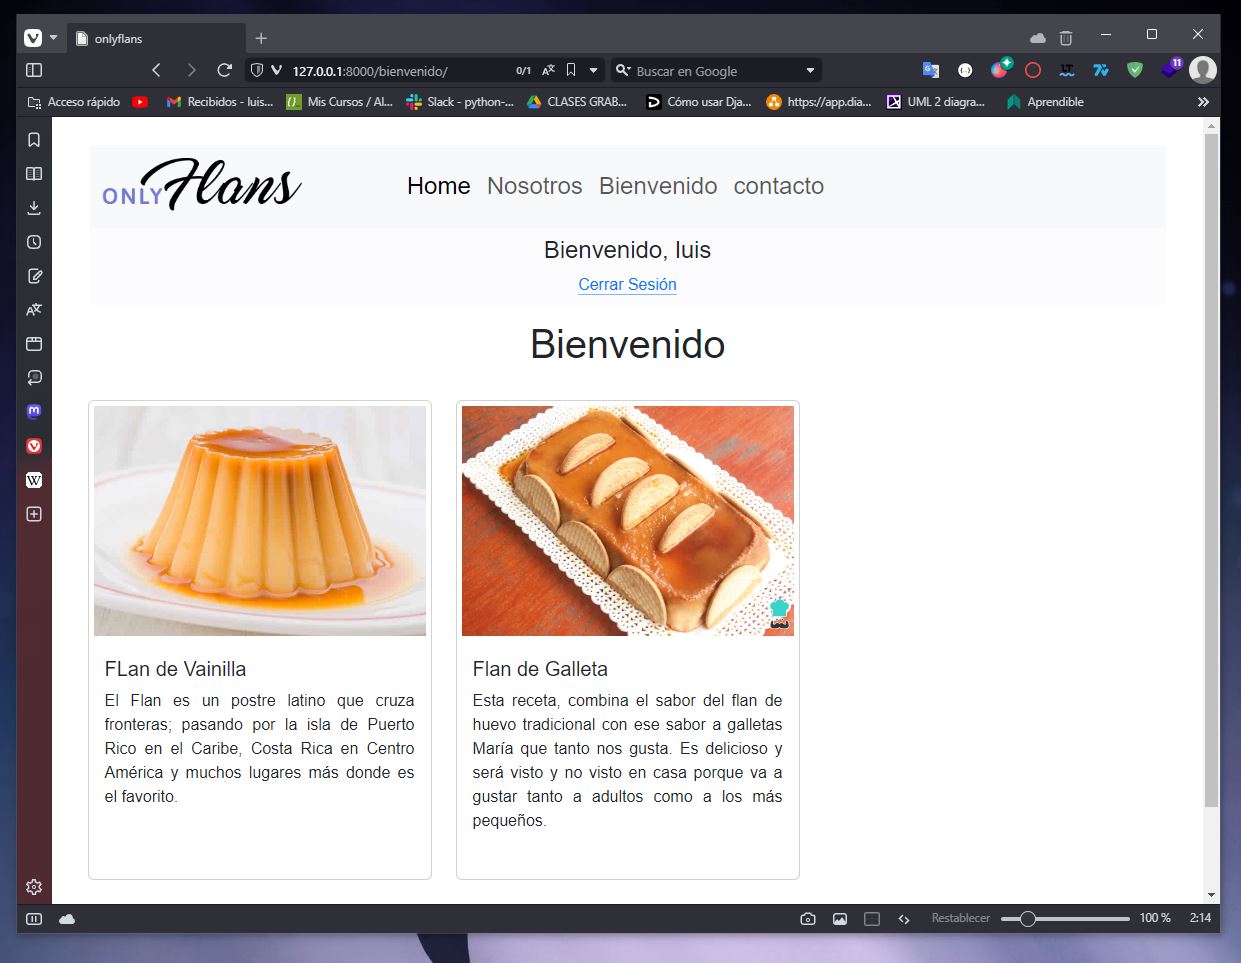 onlyflans
127.0.0.1:8000/bienvenido/
0/1
Buscar en Google
11
Acceso rápido
Recibidos - luis...
Mis Cursos / Al...
Slack - python-...
CLASES GRAB...
Cómo usar Dja...
https://app.dia...
UML 2 diagra...
Aprendible
ONLY Flans
Home
Nosotros
Bienvenido
contacto
Bienvenido, luis
Cerrar Sesión
Bienvenido
FLan de Vainilla
El Flan es un postre latino que cruza
fronteras; pasando por la isla de Puerto
Rico en el Caribe, Costa Rica en Centro
América y muchos lugares más donde es
el favorito.
Flan de Galleta
Esta receta, combina el sabor del flan de
huevo tradicional con ese sabor a galletas
María que tanto nos gusta. Es delicioso y
será visto y no visto en casa porque va a
gustar tanto a adultos como a los más
pequeños.
Restablecer
100 %
2:14